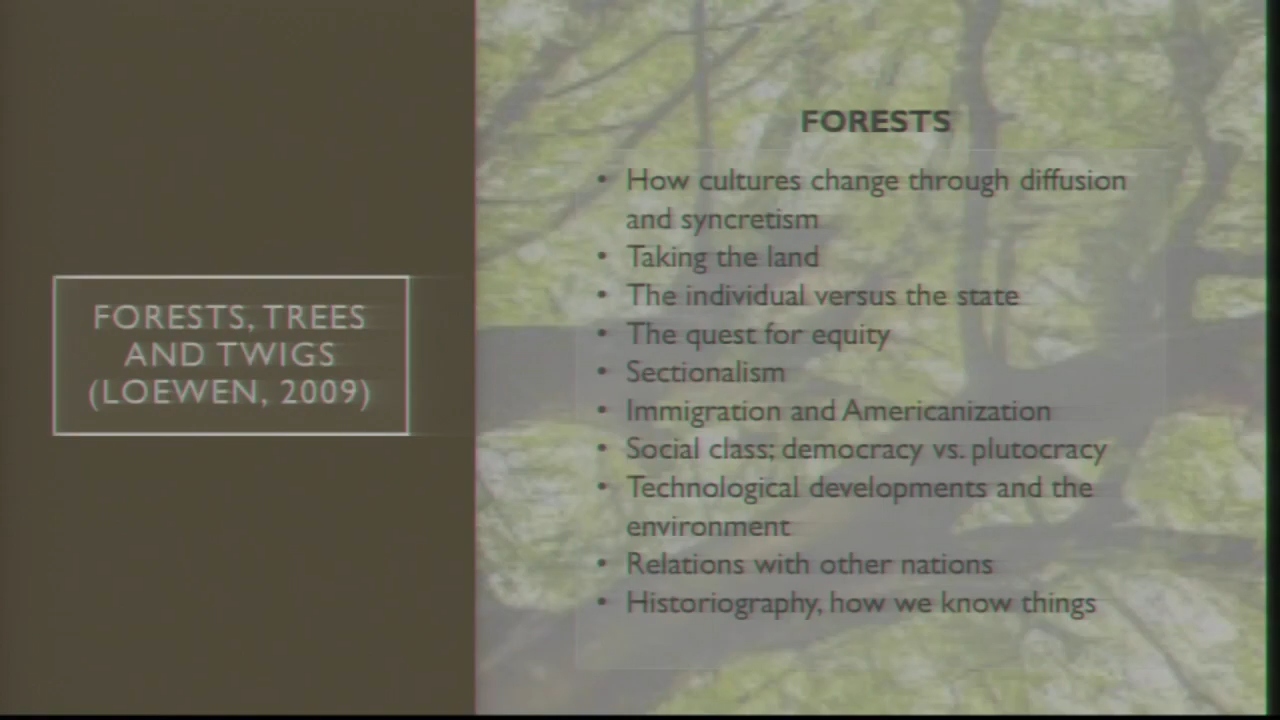 FORESTS, TREES
AND TWIGS
(LOEWEN, 2009)
FORESTS
• How cultures change through diffusion
and syncretism
• Taking the land
• The individual versus the state
• The quest for equity
• Sectionalism
• Immigration and Americanization
• Social class; democracy vs. plutocracy
• Technological developments and the
environment
• Relations with other nations
• Historiography, how we know things